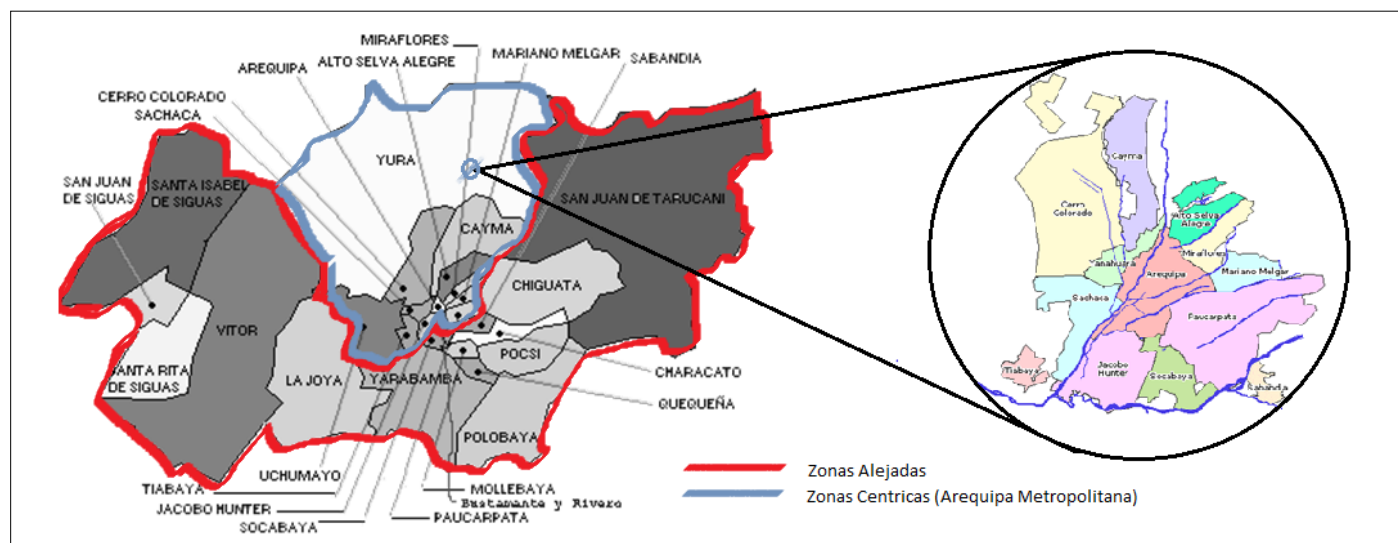 MIRAFLORES
ALTO SELVA ALEGRE
MARIANO MELGAR
SABANDIA
AREQUIPA
CERRO COLORADO
SACHACA
YURA
SAN JUAN
DE SIGUAS
SANTA ISABEL
DE SIGUAS
SAN JUAN DE TARUCANI
CAYMA
CHIGUATA
VITOR
POCSI
SANTA RITA
DE SIGUAS
LA JOYA
YARABAMBA
CHARACATO
QUEQUEÑA
POLOBAYA
UCHUMAYO
TIABAYA
JACOBO HUNTER
SOCABAYA
MOLLEBAYA
Bustamante y Rivero
PAUCARPATA
Zonas Alejadas
Zonas Centricas (Arequipa Metropolitana)
Cayma
Cerro
Colorado
Alto Selva
Alegre
Yanahuara
Miraflores
Arequipa
Mariano Melgar
Sachaca
Paucarpata
Tiabaya
Jacobo
Hunter
Socabaya
Sabandia